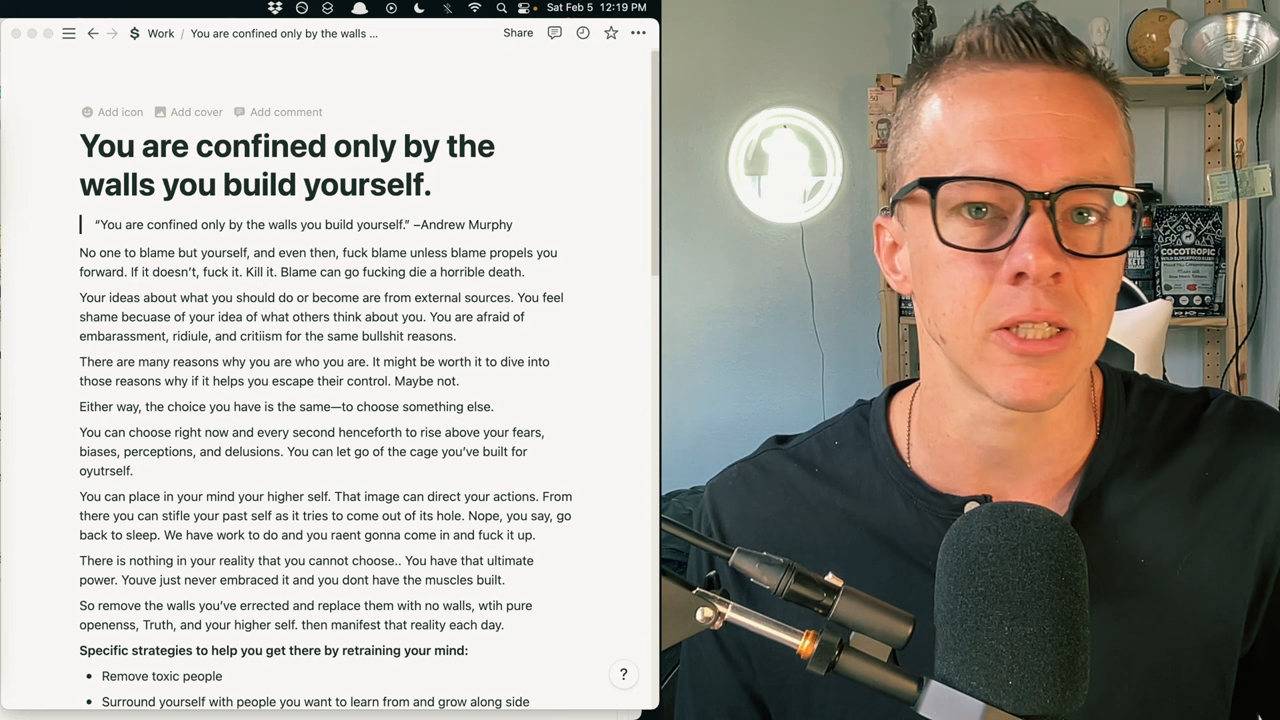 Sat Feb 5 12:19 PM
$ Work / You are confined only by the walls ...
Share
Add icon Add cover Add comment
You are confined only by the
walls you build yourself.
“You are confined only by the walls you build yourself.” –Andrew Murphy
No one to blame but yourself, and even then, fuck blame unless blame propels you
forward. If it doesn’t, fuck it. Kill it. Blame can go fucking die a horrible death.
Your ideas about what you should do or become are from external sources. You feel
shame becuase of your idea of what others think about you. You are afraid of
embarassment, ridiule, and critiism for the same bullshit reasons.
There are many reasons why you are who you are. It might be worth it to dive into
those reasons why if it helps you escape their control. Maybe not.
Either way, the choice you have is the same—to choose something else.
You can choose right now and every second henceforth to rise above your fears,
biases, perceptions, and delusions. You can let go of the cage you’ve built for
oyutrself.
You can place in your mind your higher self. That image can direct your actions. From
there you can stifle your past self as it tries to come out of its hole. Nope, you say, go
back to sleep. We have work to do and you raent gonna come in and fuck it up.
There is nothing in your reality that you cannot choose.. You have that ultimate
power. Youve just never embraced it and you dont have the muscles built.
So remove the walls you’ve errected and replace them with no walls, wtih pure
openenss, Truth, and your higher self. then manifest that reality each day.
Specific strategies to help you get there by retraining your mind:
Remove toxic people
Surround yourself with people you want to learn from and grow along side
?
WILD
KETO
COCOTROPIC
WILD SUPERFOOD ELIXIR